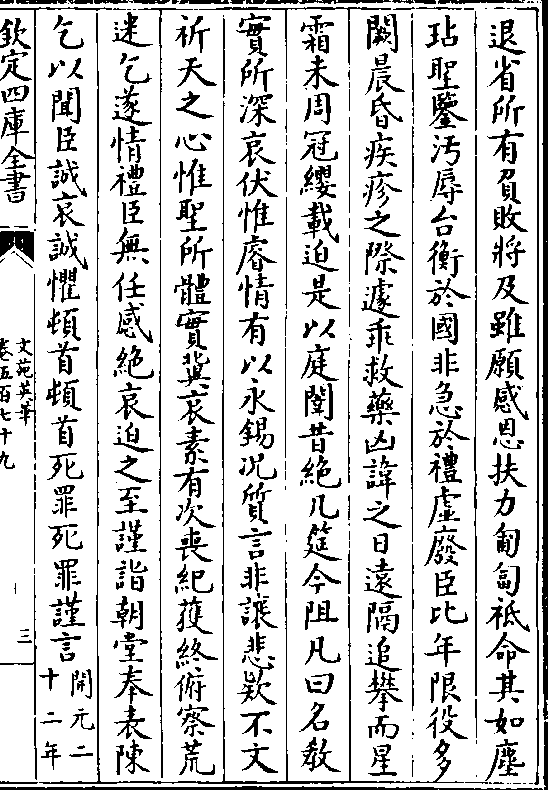 退省所有負敗將及雖願感恩扶力匍匐祗命其如塵
玷聖鑒汚辱台衡於國非急於禮虛廢臣比年限役多
闕晨昏疾疹之際遽乖救藥凶諱之日遠隔追攀而星
霜未周冠纓載迫是以庭闈昔絶几筵今阻凡曰名教
實所深哀伏惟睿情有以永錫况質言非讓悲欵不文
祈天之心惟聖所體實冀哀素有次喪紀獲終俯察荒
迷乞遂情禮臣無任感絶哀迫之至謹詣朝堂奉表陳
乞以聞臣誠哀誠懼頓首頓首死罪死罪謹言開元二
十二年
欽定四庫全書
文苑英華
卷五百七十九
三